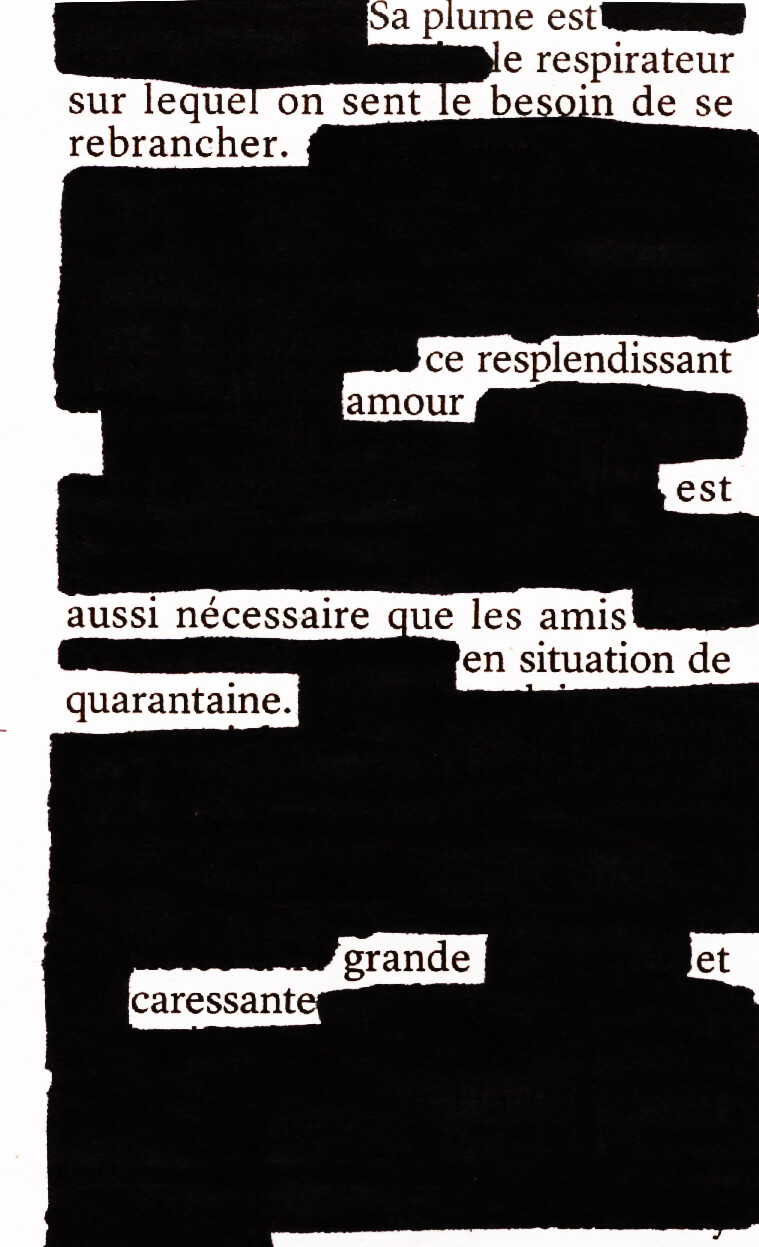 Sa plume est
le respirateur
sur lequel on sent le besoin de se
rebrancher.
ce resplendissant
amour
est
aussi nécessaire que les amis
en situation de
quarantaine.
grande et
caressante